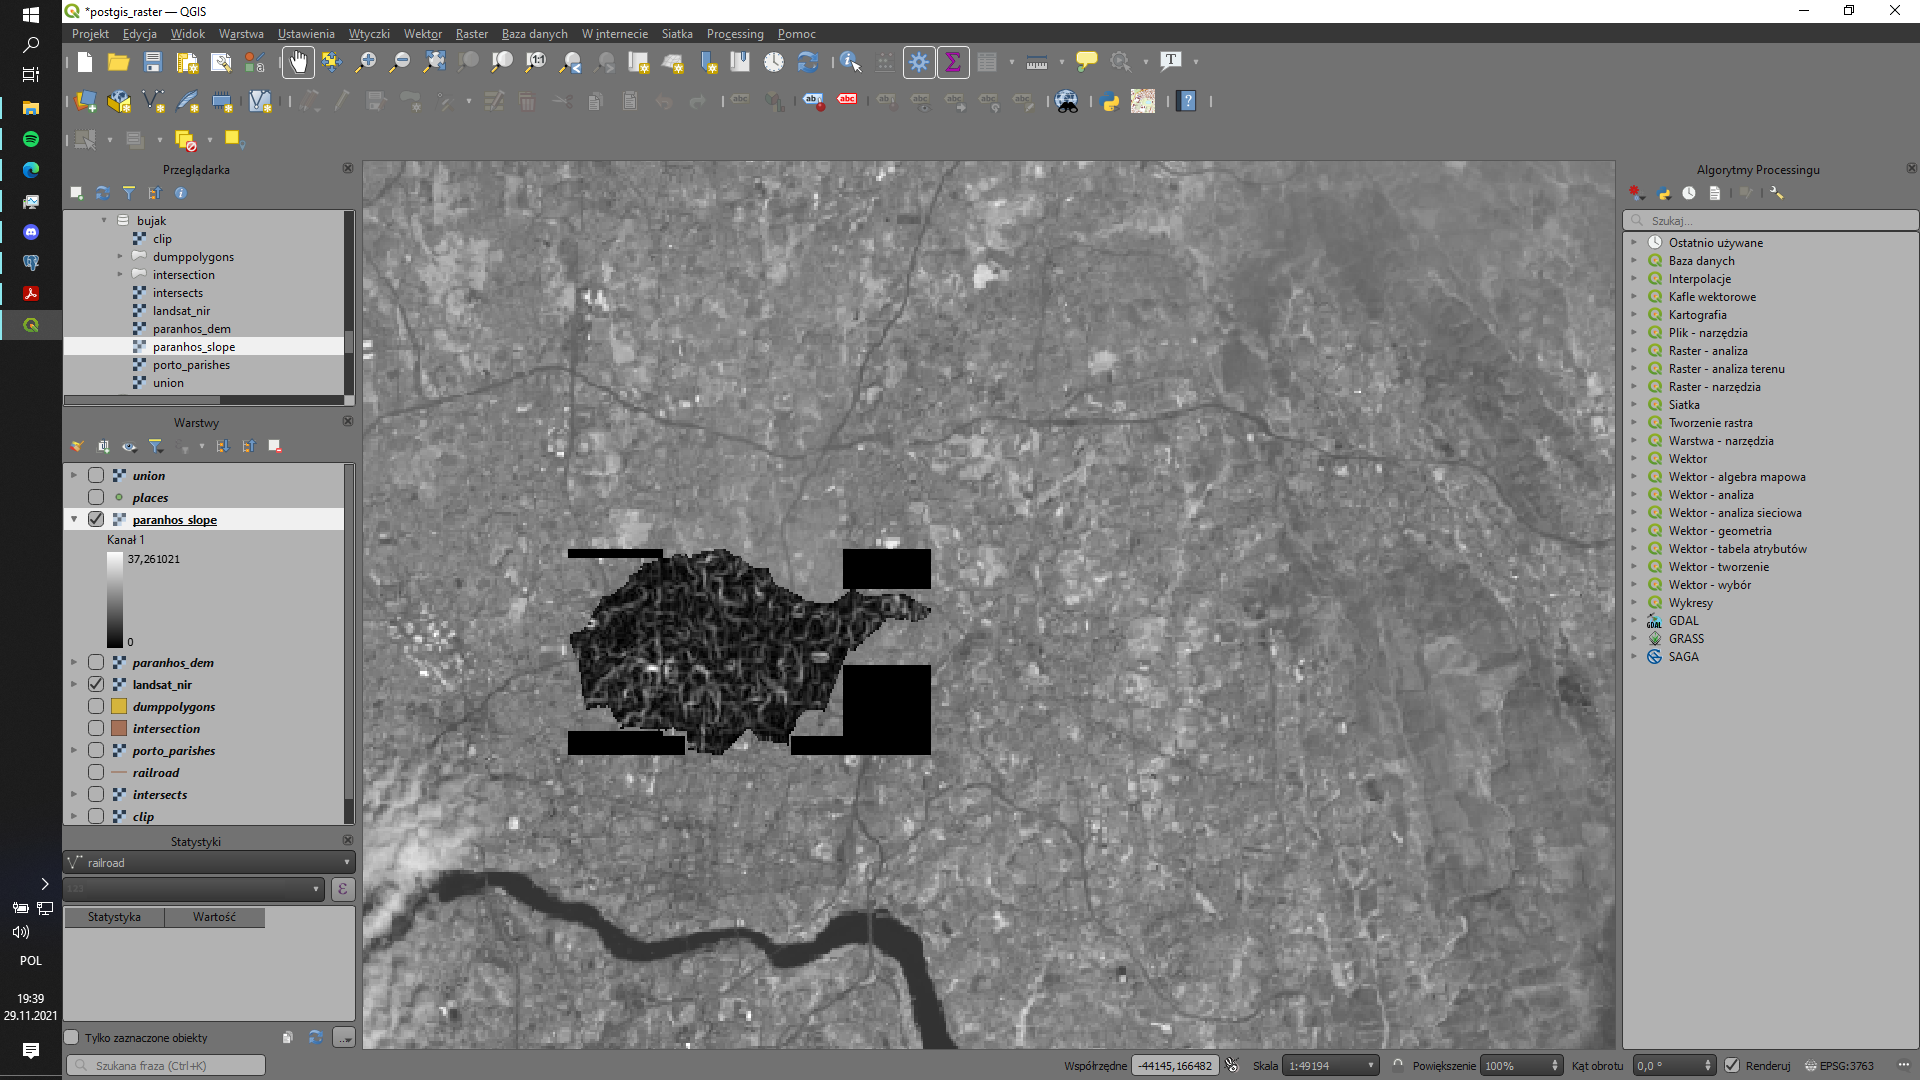 *postgis_raster — QGIS
Projekt Edycja Widok Warstwa Ustawienia Wtyczki Wektor Raster Baza danych W internecie Siatka Processing Pomoc
1:1
T
abc
ab
abc
Przeglądarka
bujak
clip
dumppolygons
intersection
intersects
landsat_nir
paranhos_dem
paranhos_slope
porto_parishes
union
Warstwy
union
places
paranhos_slope
Kanał 1
37,261021
0
paranhos_dem
landsat_nir
dumppolygons
intersection
porto_parishes
railroad
intersects
clip
Statystyki
railroad
123
ε
Statystyka Wartość
Tylko zaznaczone obiekty
Szukana fraza (Ctrl+K)
Algorytmy Processingu
Szukaj...
Ostatnio używane
Baza danych
Interpolacje
Kafle wektorowe
Kartografia
Plik - narzędzia
Raster - analiza
Raster - analiza terenu
Raster - narzędzia
Siatka
Tworzenie rastra
Warstwa - narzędzia
Wektor
Wektor - algebra mapowa
Wektor - analiza
Wektor - analiza sieciowa
Wektor - geometria
Wektor - tabela atrybutów
Wektor - tworzenie
Wektor - wybór
Wykresy
GDAL
GRASS
SAGA
Współrzędne -44145,166482 Skala 1:49194 Powiększenie 100% Kąt obrotu 0,0 ° Renderuj EPSG:3763
POL
19:39
29.11.2021